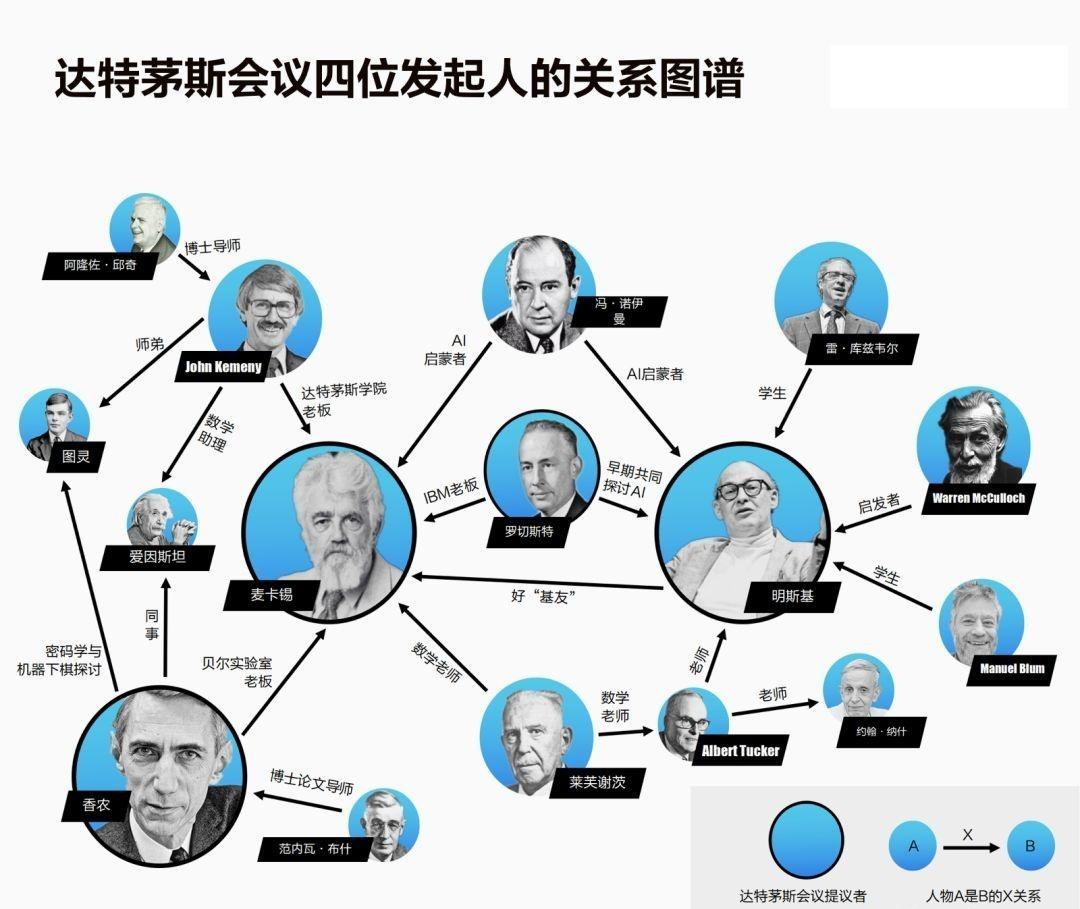 达特茅斯会议四位发起人的关系图谱
阿隆佐·邱奇
博士导师
John Kemeny
师弟
图灵
数学
助理
达特茅斯学院
老板
爱因斯坦
冯·诺伊
曼
AI
启蒙者
AI启蒙者
雷·库兹韦尔
学生
Warren McCulloch
启发者
罗切斯特
IBM老板
早期共同
探讨AI
麦卡锡
明斯基
好“基友”
学生
Manuel Blum
密码学与
机器下棋探讨
同
事
贝尔实验室
老板
数学老师
莱芙谢茨
数学
老师
老师
Albert Tucker
老师
约翰·纳什
香农
博士论文导师
范内瓦·布什
达特茅斯会议提议者
A
X
B
人物A是B的X关系